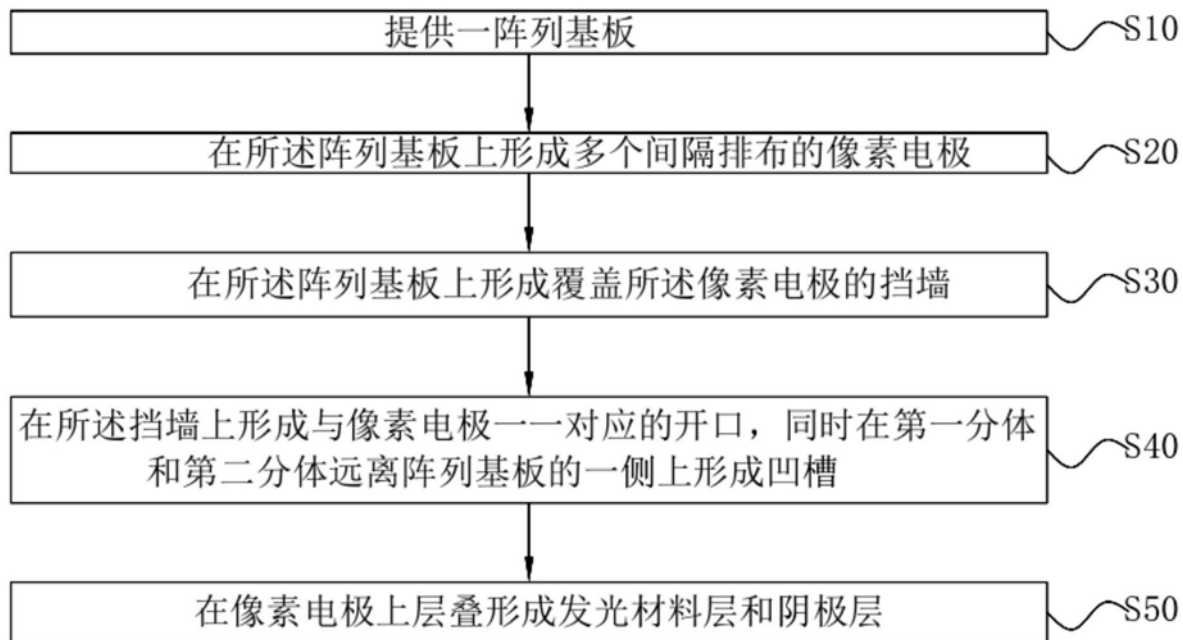 提供一阵列基板
S10
在所述阵列基板上形成多个间隔排布的像素电极
S20
在所述阵列基板上形成覆盖所述像素电极的挡墙
S30
在所述挡墙上形成与像素电极一一对应的开口，同时在第一分体
和第二分体远离阵列基板的一侧上形成凹槽
S40
在像素电极上层叠形成发光材料层和阴极层
S50